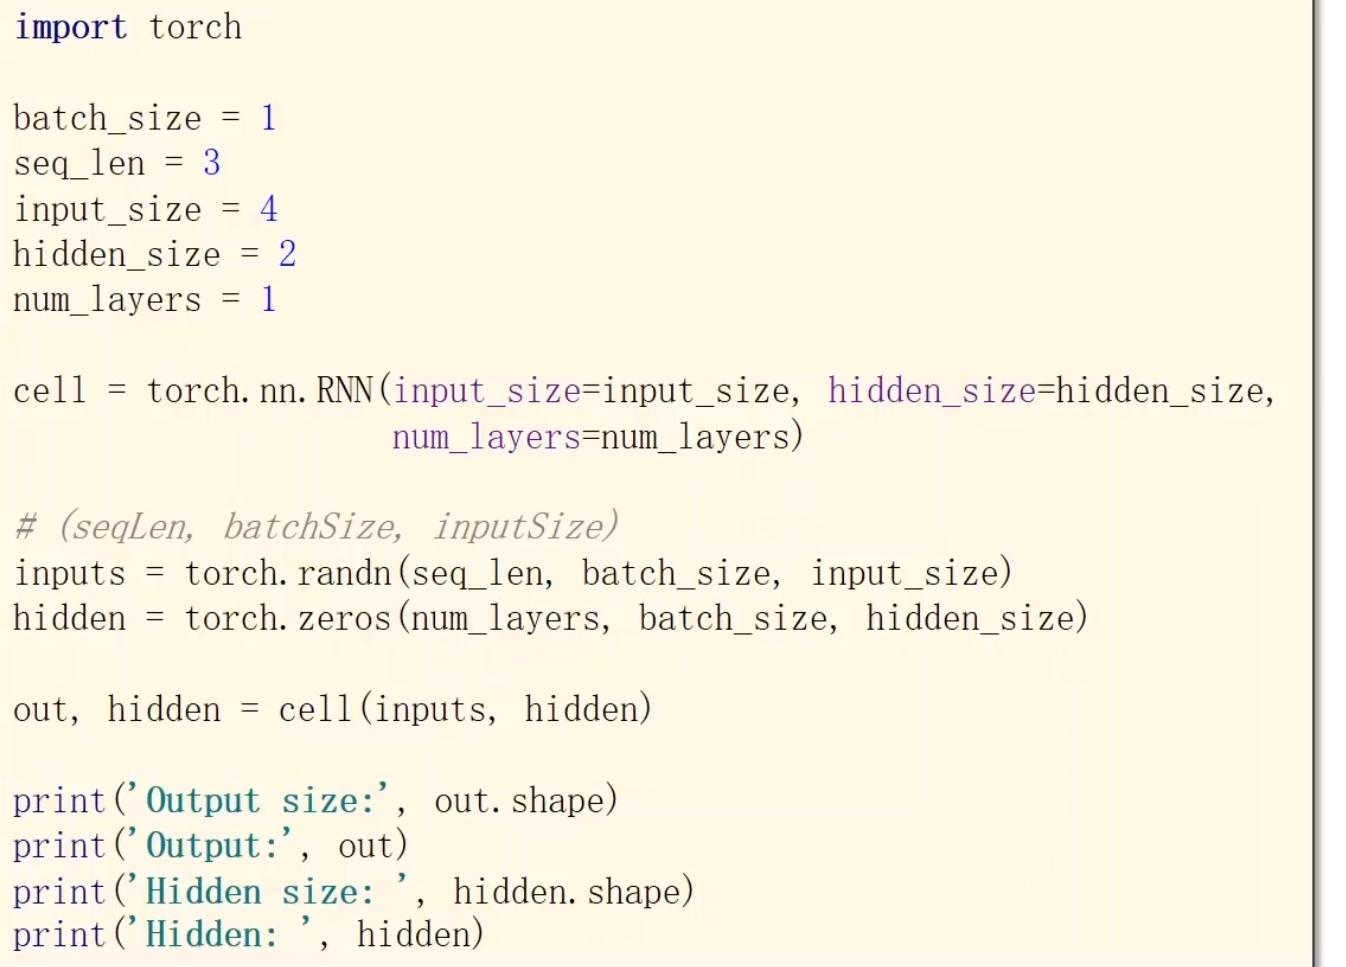 import torch
batch_size = 1
seq_len = 3
input_size = 4
hidden_size = 2
num_layers = 1
cell = torch.nn.RNN(input_size=input_size, hidden_size=hidden_size,
num_layers=num_layers)
# (seqLen, batchSize, inputSize)
inputs = torch.randn(seq_len, batch_size, input_size)
hidden = torch.zeros(num_layers, batch_size, hidden_size)
out, hidden = cell(inputs, hidden)
print('Output size:', out.shape)
print('Output:', out)
print('Hidden size: ', hidden.shape)
print('Hidden: ', hidden)